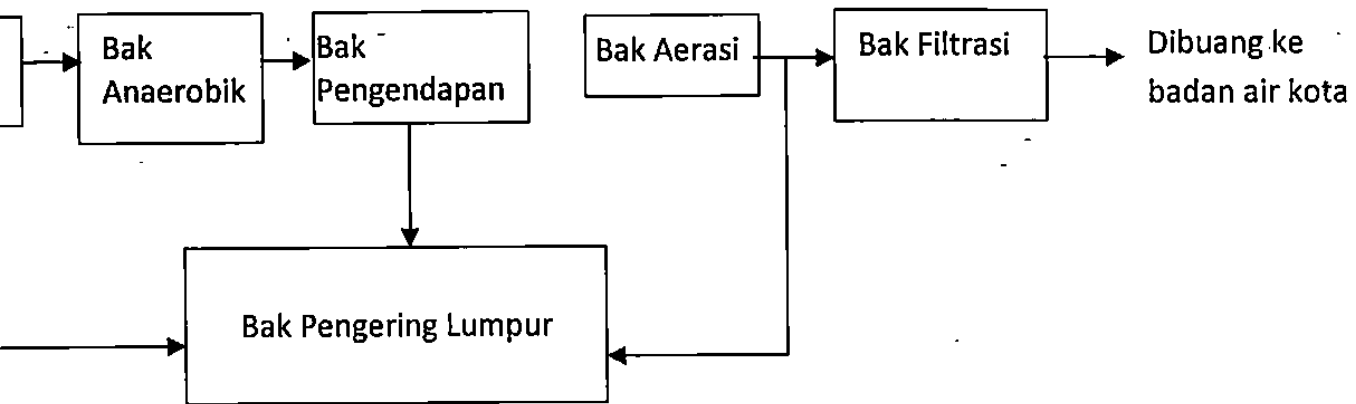 Bak
Anaerobik
Bak
Pengendapan
Bak Aerasi
Bak Filtrasi
Dibuang ke
badan air kota
Bak Pengering Lumpur